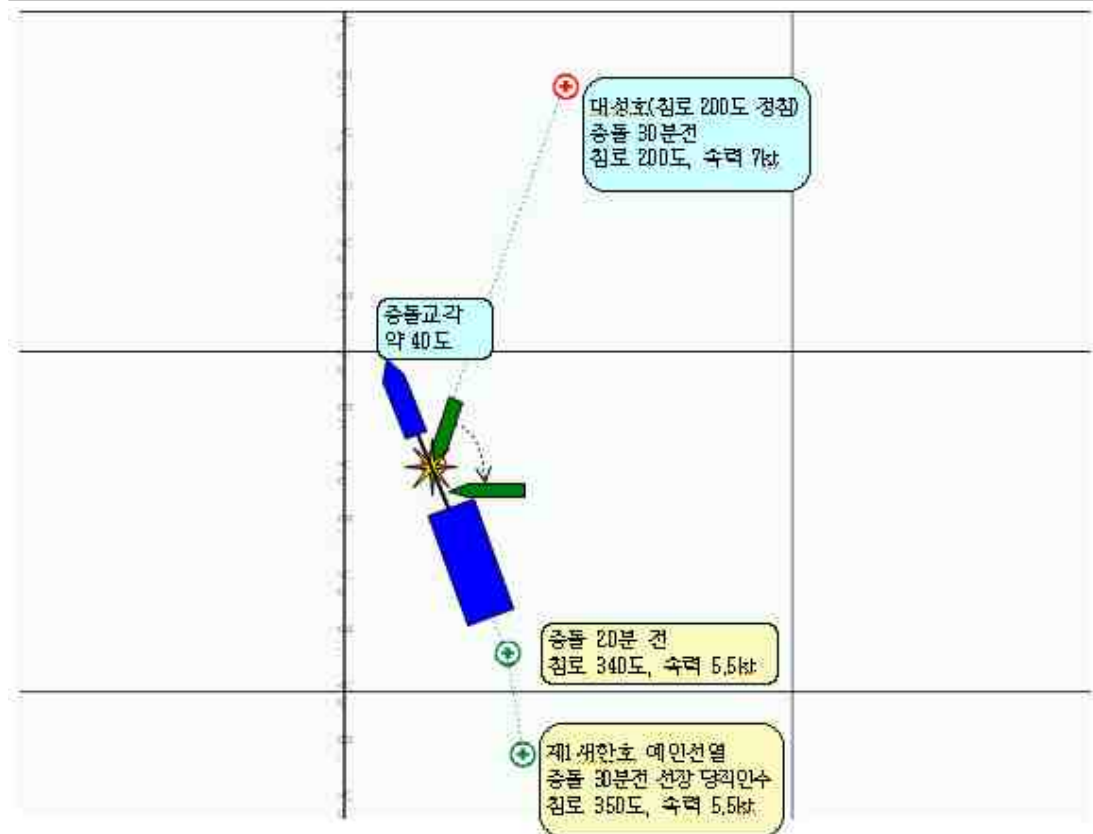 대성호(침로 200도 정침)
충돌 30분전
침로 200도, 속력 7kt
충돌교각
약 40도
충돌 20분 전
침로 340도, 속력 5.5kt
제1새한호 예인선열
충돌 30분전 선장 당직인수
침로 350도, 속력 5.5kt